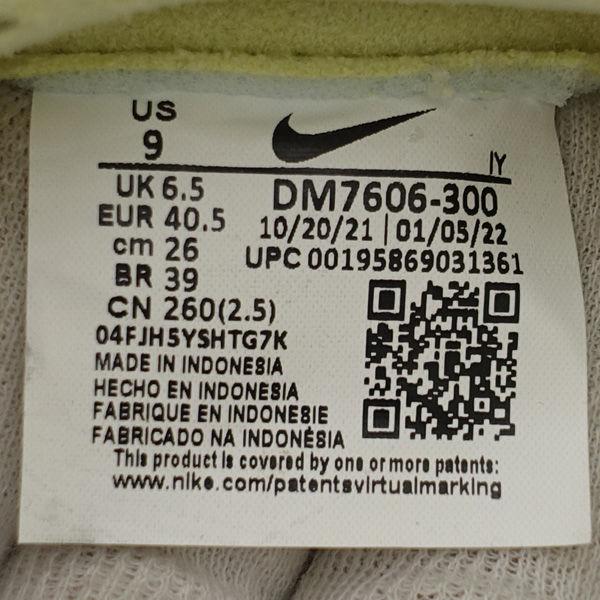 US
9
IY
UK 6.5
EUR 40.5
cm 26
BR 39
CN 260(2.5)
DM7606-300
10/20/21 | 01/05/22
UPC 00195869031361
04FJH5YSHTG7K
MADE IN INDONESIA
HECHO EN INDONESIA
FABRIQUE EN INDONESIE
FABRICADO NA INDONÉSIA
This product is covered by one or more patents:
www.nike.com/patentsvirtualmarking